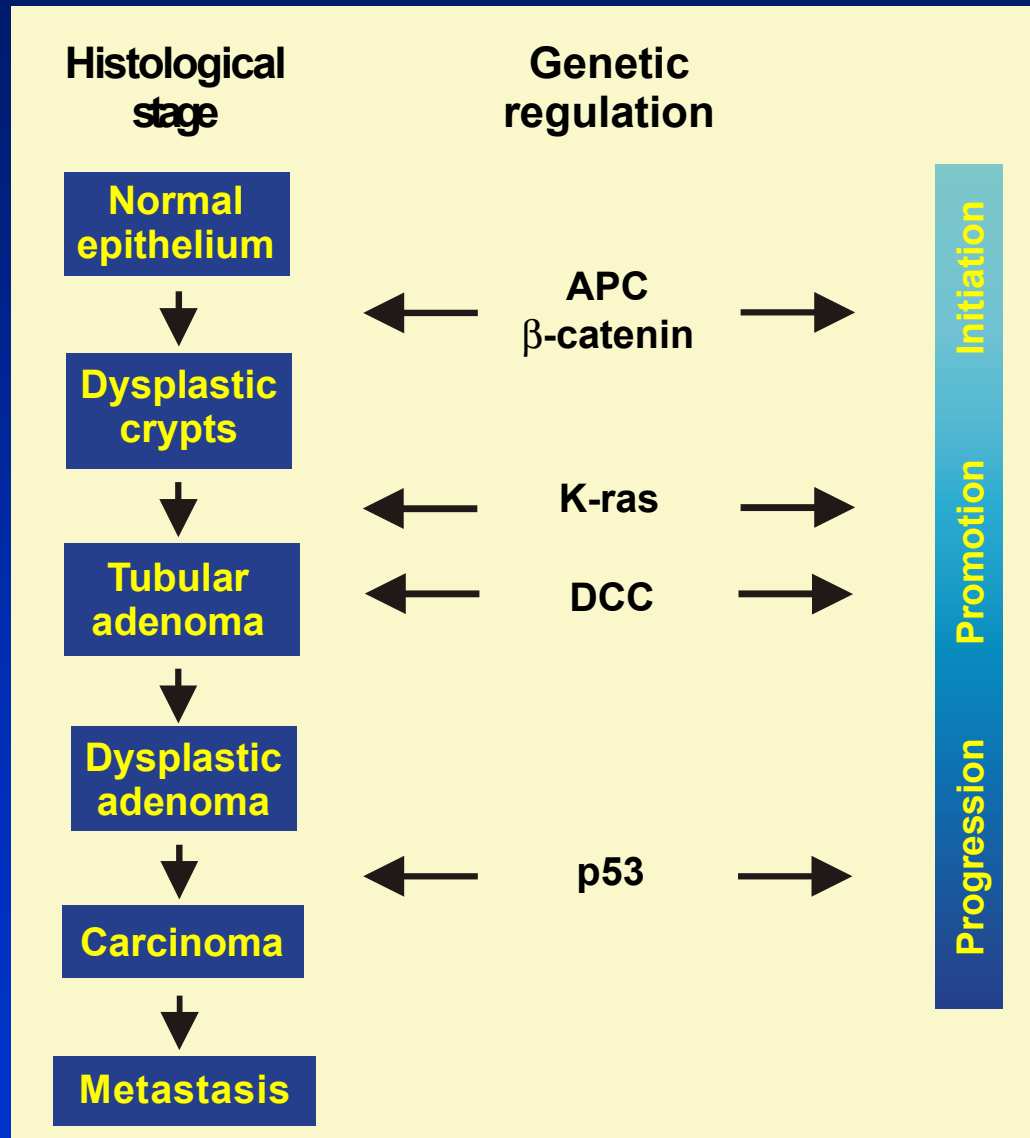 Histological
stage
Genetic
regulation
Normal
epithelium
APC
β-catenin
Initiation
Dysplastic
crypts
K-ras
Promotion
Tubular
adenoma
DCC
Dysplastic
adenoma
p53
Progression
Carcinoma
Metastasis